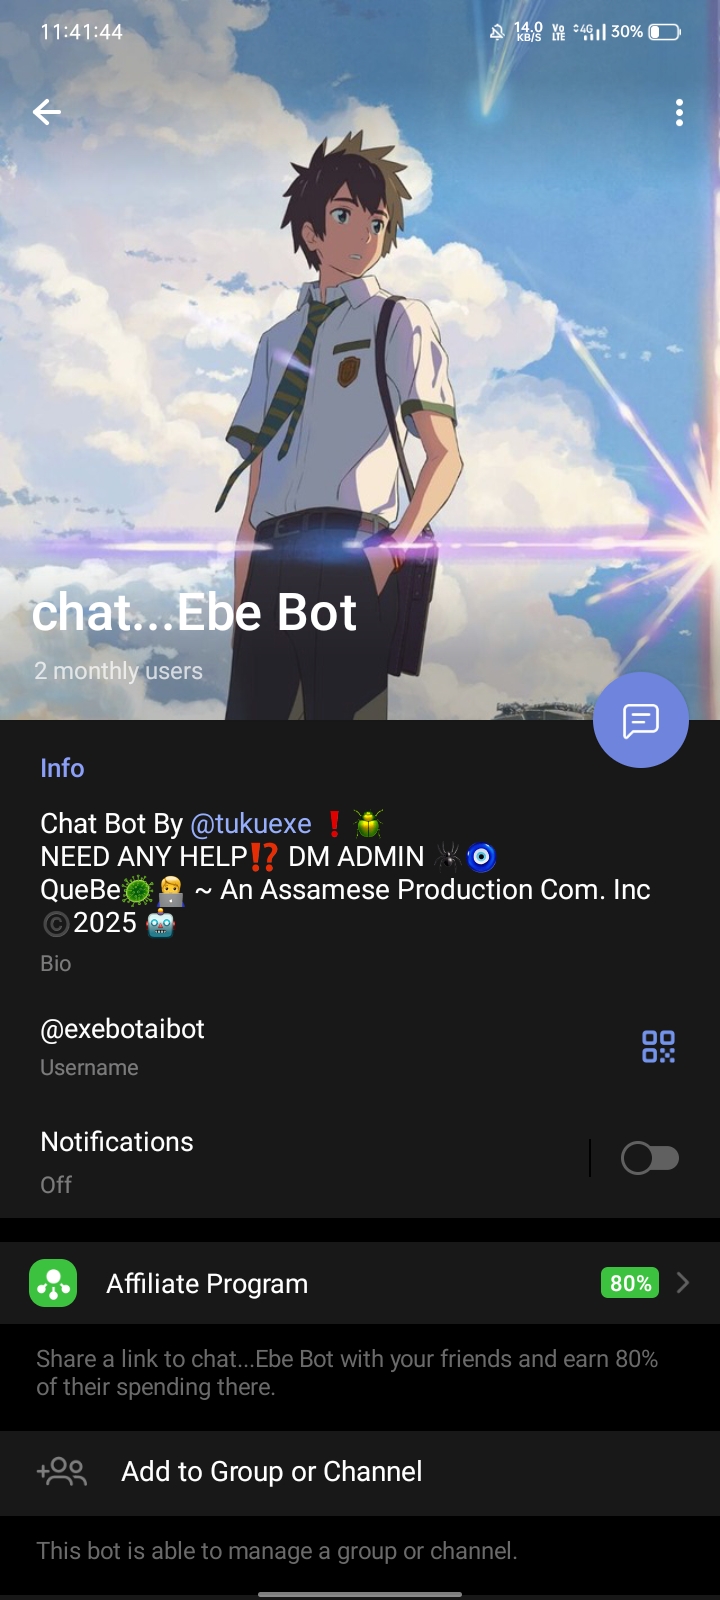 11:41:44
14.0 KB/S Vo LTE 4G 30%
chat...Ebe Bot
2 monthly users
Info
Chat Bot By @tukuexe ❗🪲
NEED ANY HELP⁉️ DM ADMIN 🕷🧿
QueBe🦠👨‍💻 ~ An Assamese Production Com. Inc
©️2025 🤖
Bio
@exebotaibot
Username
Notifications
Off
Affiliate Program
80%
Share a link to chat...Ebe Bot with your friends and earn 80%
of their spending there.
Add to Group or Channel
This bot is able to manage a group or channel.